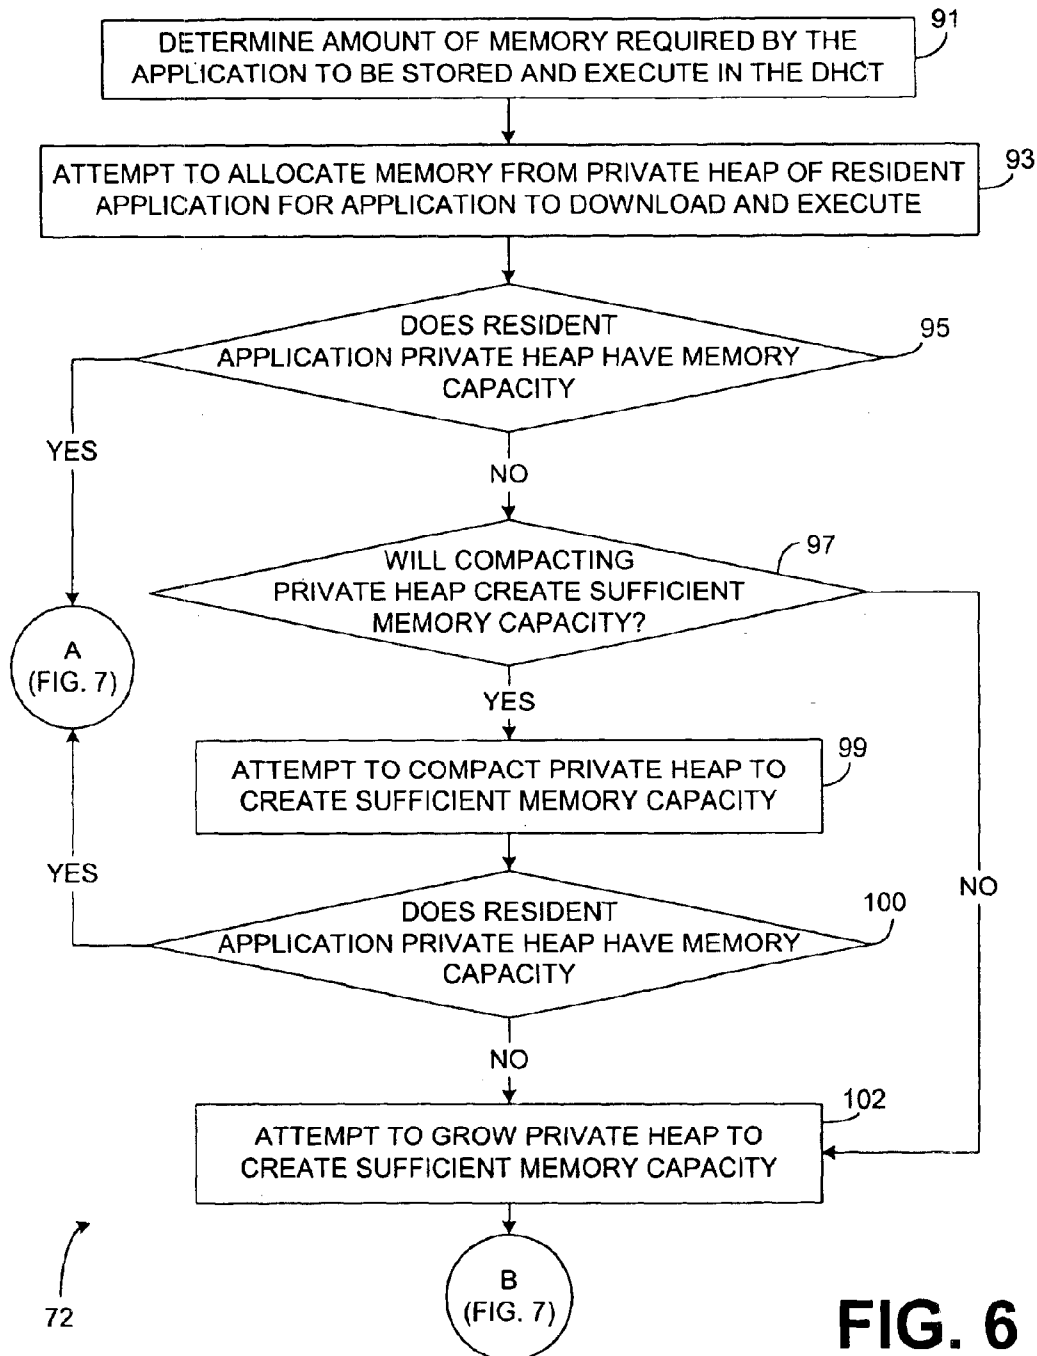 91
DETERMINE AMOUNT OF MEMORY REQUIRED BY THE
APPLICATION TO BE STORED AND EXECUTE IN THE DHCT
93
ATTEMPT TO ALLOCATE MEMORY FROM PRIVATE HEAP OF RESIDENT
APPLICATION FOR APPLICATION TO DOWNLOAD AND EXECUTE
95
DOES RESIDENT
APPLICATION PRIVATE HEAP HAVE MEMORY
CAPACITY
YES
NO
97
WILL COMPACTING
PRIVATE HEAP CREATE SUFFICIENT
MEMORY CAPACITY?
A
(FIG. 7)
YES
99
ATTEMPT TO COMPACT PRIVATE HEAP TO
CREATE SUFFICIENT MEMORY CAPACITY
YES
NO
100
DOES RESIDENT
APPLICATION PRIVATE HEAP HAVE MEMORY
CAPACITY
NO
102
ATTEMPT TO GROW PRIVATE HEAP TO
CREATE SUFFICIENT MEMORY CAPACITY
B
(FIG. 7)
72
FIG. 6